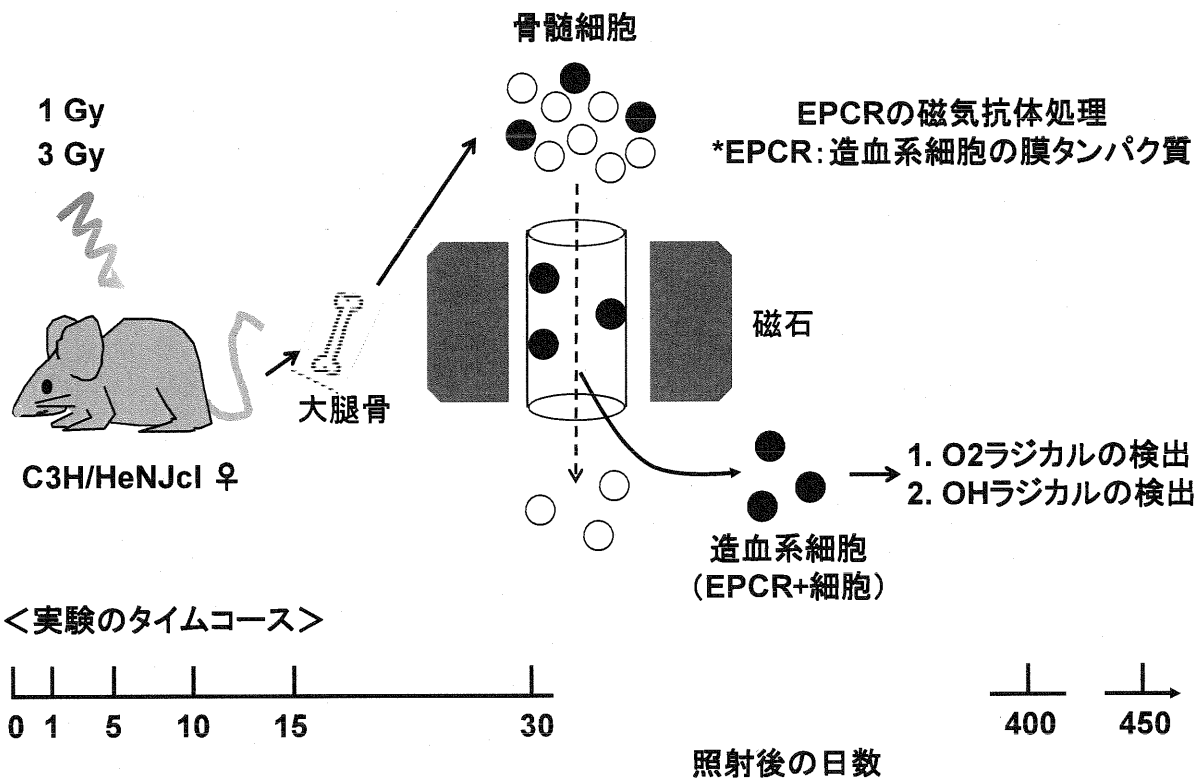 骨髄細胞
1 Gy
3 Gy
EPCRの磁気抗体処理
*EPCR:造血系細胞の膜タンパク質
磁石
大腿骨
C3H/HeNJcl ♀
1. O2ラジカルの検出
2. OHラジカルの検出
造血系細胞
(EPCR+細胞)
<実験のタイムコース>
0 1 5 10 15 30 400 450
照射後の日数